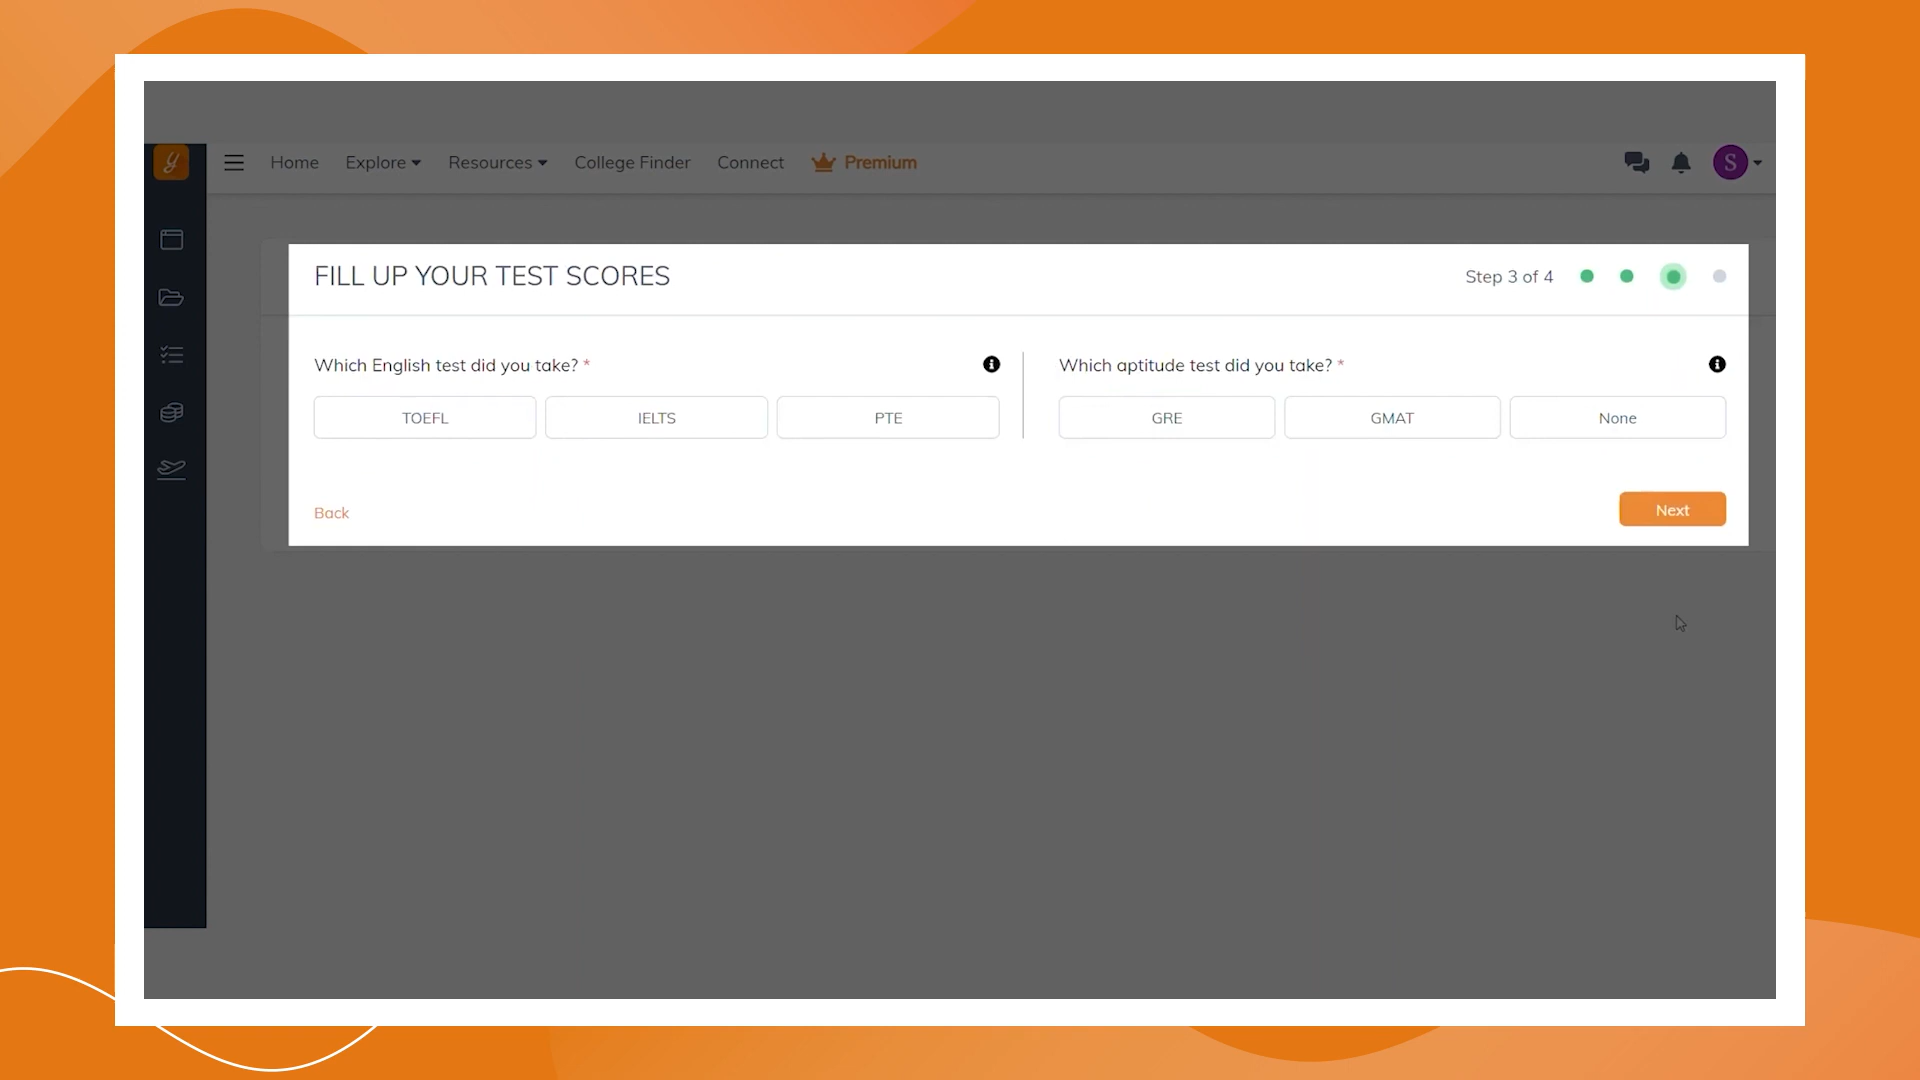 y
Home Explore Resources College Finder Connect Premium S
FILL UP YOUR TEST SCORES
Step 3 of 4
Which English test did you take? *
Which aptitude test did you take? *
TOEFL IELTS PTE
GRE GMAT None
Back
Next